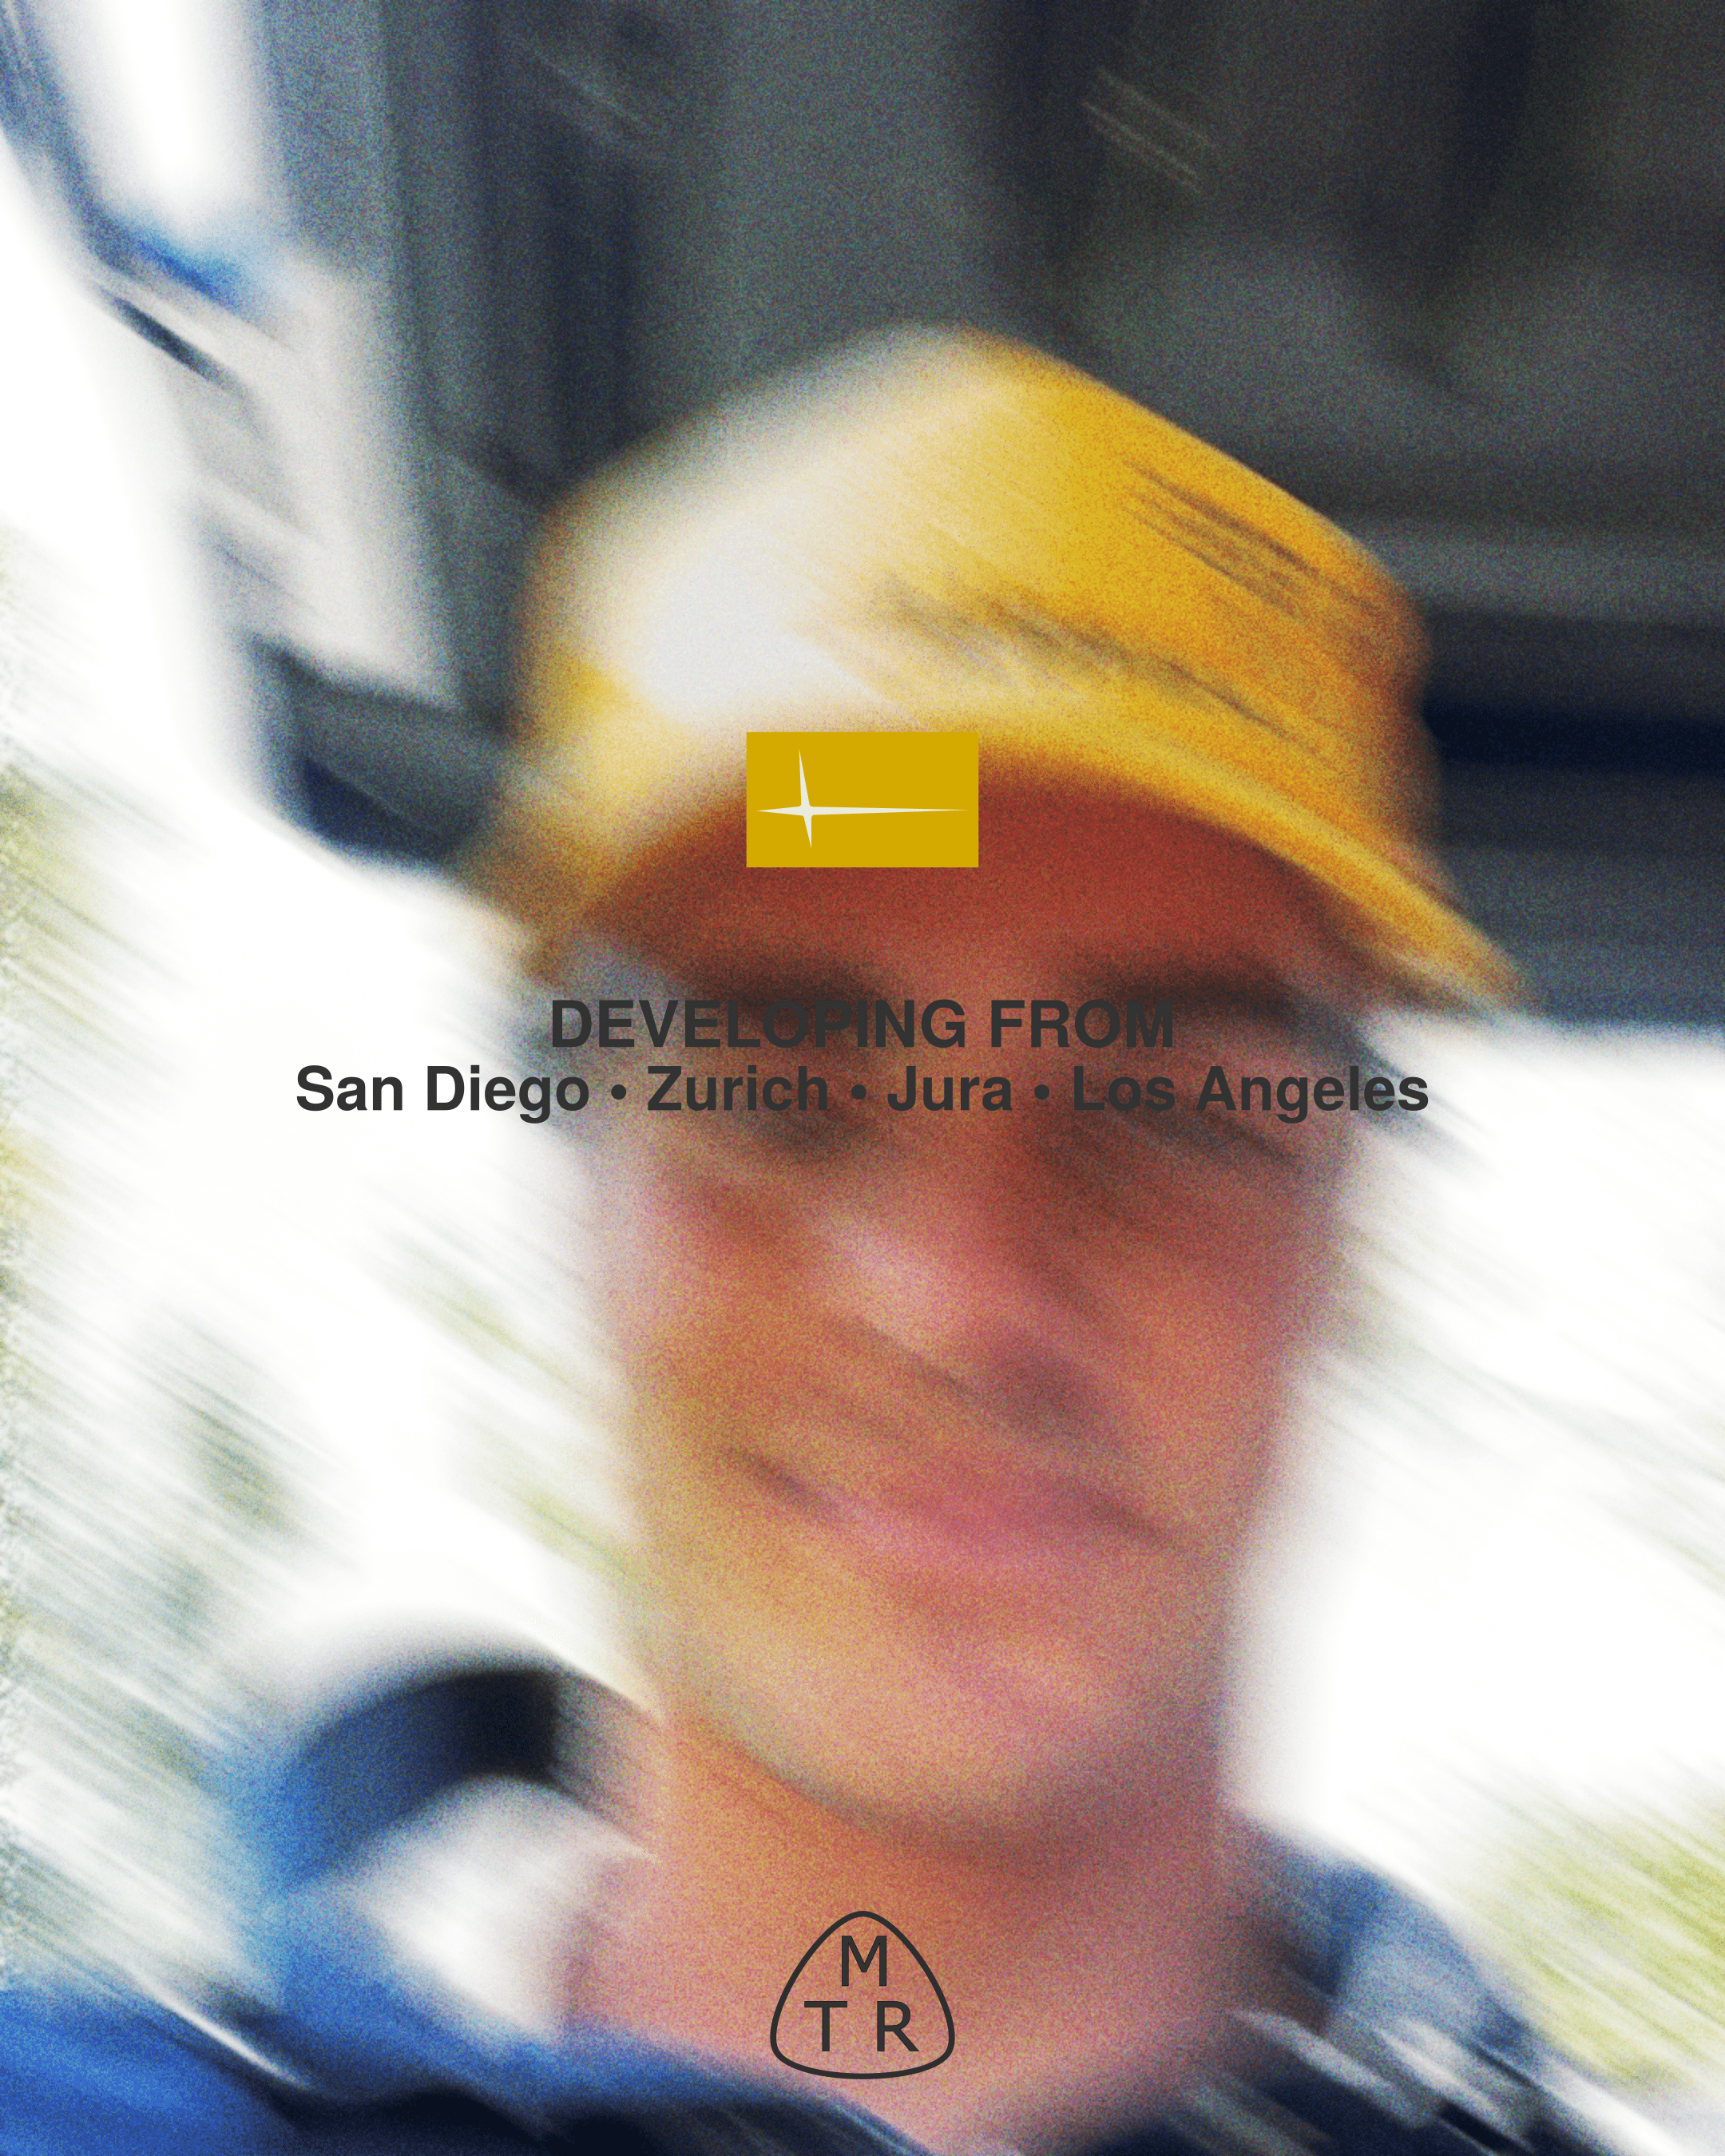 DEVELOPING FROM
San Diego • Zurich • Jura • Los Angeles
M
T R